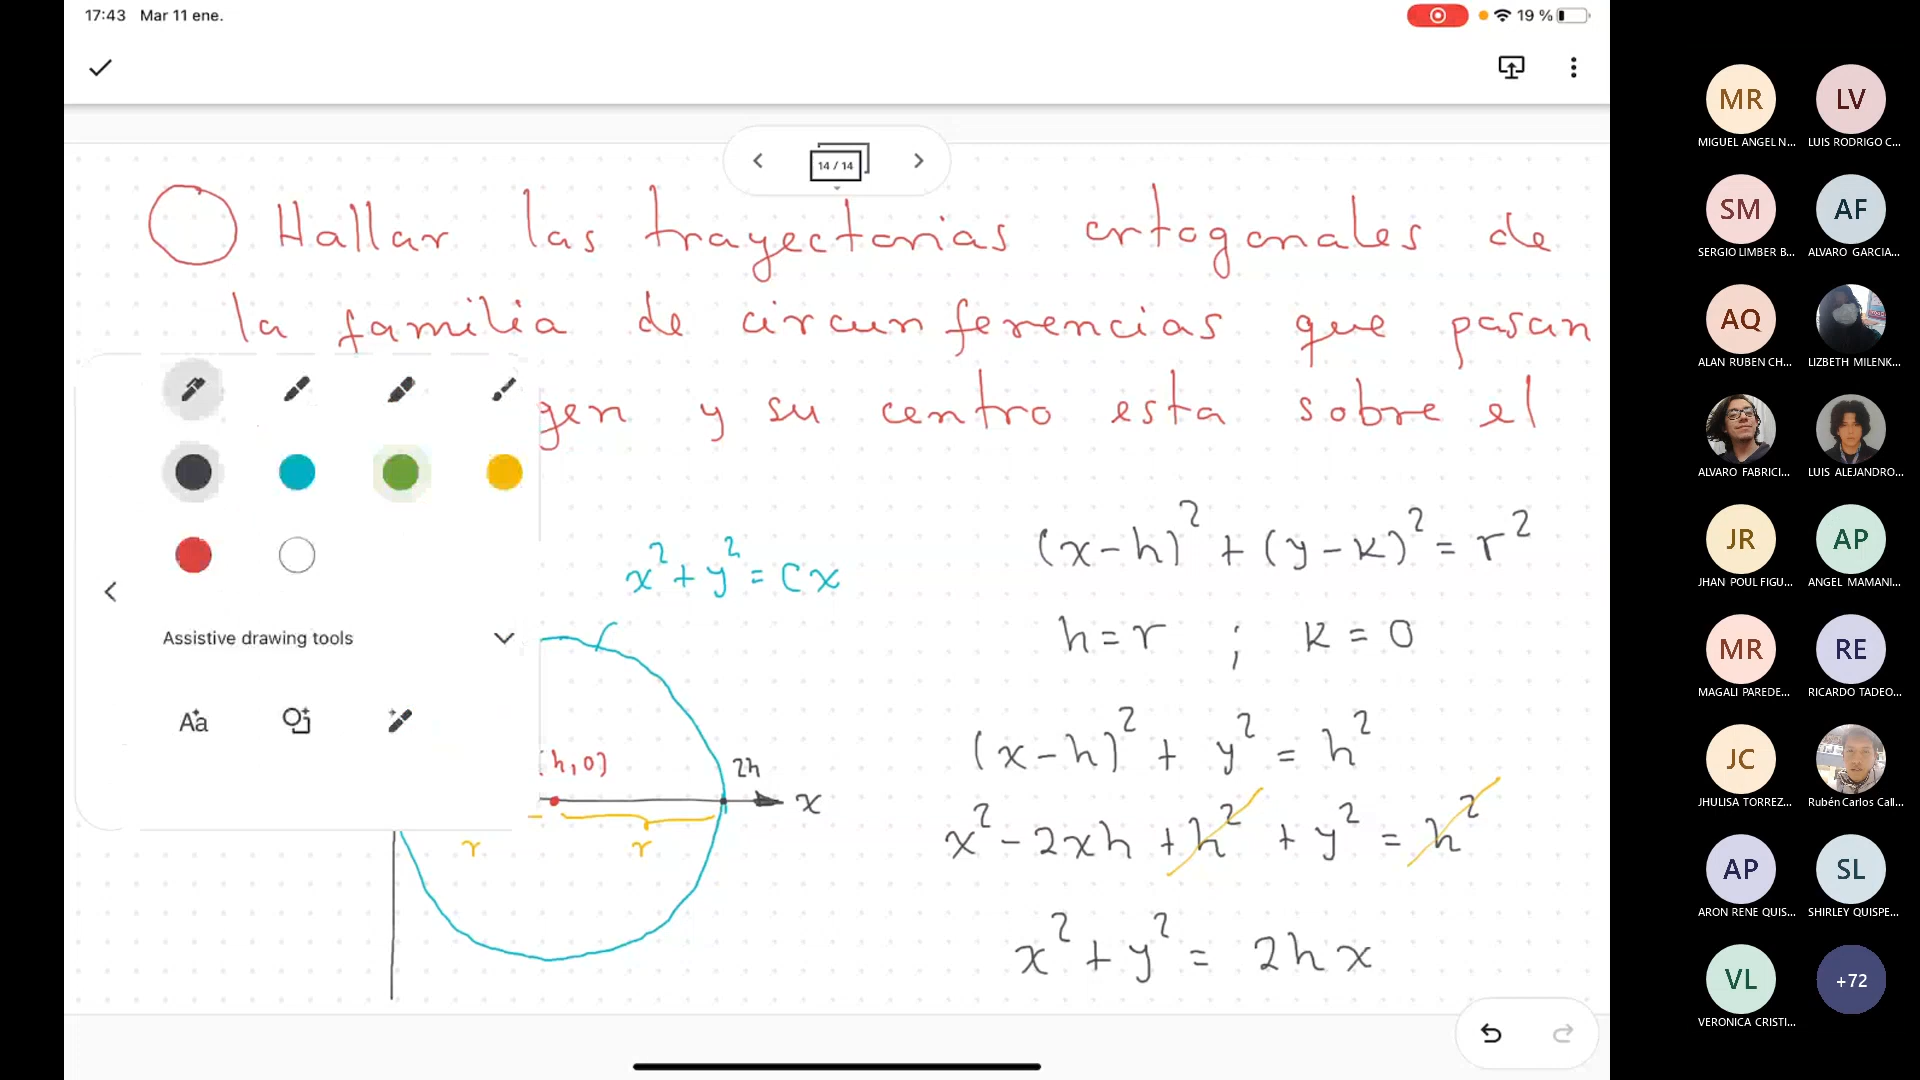 17:43 Mar 11 ene.
19 %
14 / 14
Hallar las trayectorias ortogonales de
la familia de circunferencias que pasan
gen y su centro esta sobre el
Assistive drawing tools
Aa
x² + y² = Cx
(h,0)
2h
x
r
r
(x-h)² + (y-k)² = r²
h = r ; k = 0
(x-h)² + y² = h²
x² - 2xh + h² + y² = h²
x² + y² = 2hx
MR
MIGUEL ANGEL N...
LV
LUIS RODRIGO C...
SM
SERGIO LIMBER B...
AF
ALVARO GARCIA...
AQ
ALAN RUBEN CH...
LIZBETH MILENK...
ALVARO FABRICI...
LUIS ALEJANDRO...
JR
JHAN POUL FIGU...
AP
ANGEL MAMANI...
MR
MAGALI PAREDE...
RE
RICARDO TADEO...
JC
JHULISA TORREZ...
Rubén Carlos Call...
AP
ARON RENE QUIS...
SL
SHIRLEY QUISPE...
VL
VERONICA CRISTI...
+72